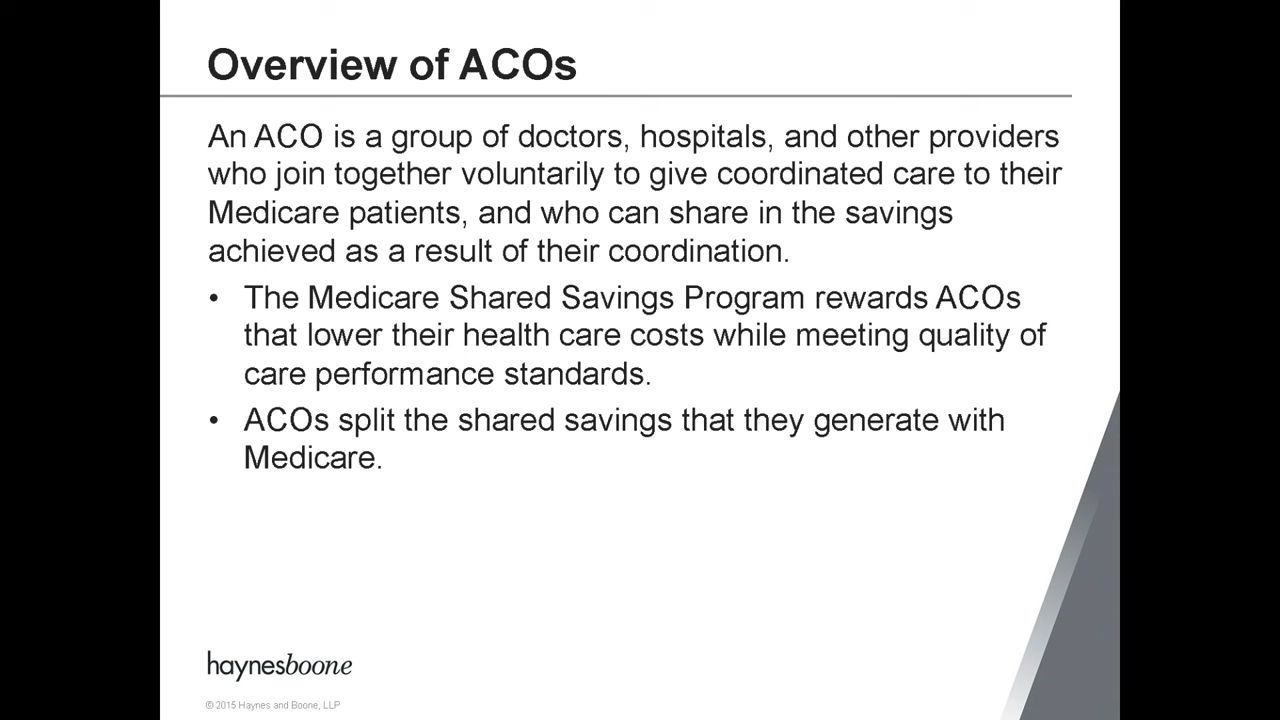 Overview of ACOs
An ACO is a group of doctors, hospitals, and other providers
who join together voluntarily to give coordinated care to their
Medicare patients, and who can share in the savings
achieved as a result of their coordination.
• The Medicare Shared Savings Program rewards ACOs
that lower their health care costs while meeting quality of
care performance standards.
• ACOs split the shared savings that they generate with
Medicare.
haynesboone
© 2015 Haynes and Boone, LLP